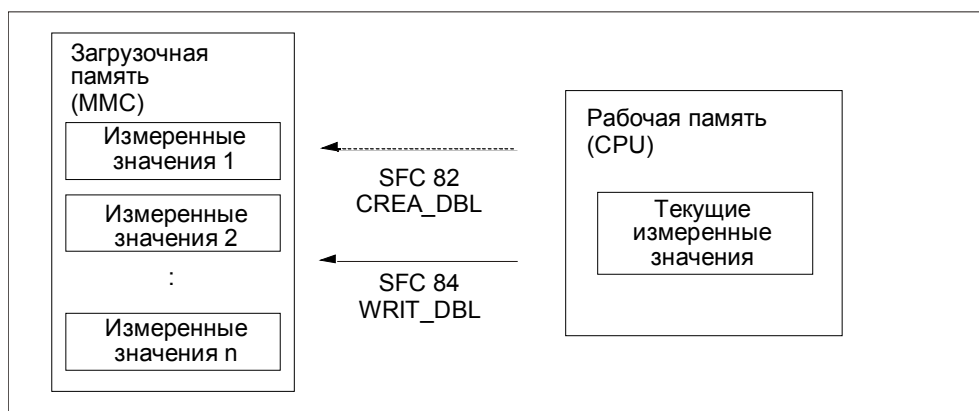 Загрузочная
память
(MMC)
Измеренные
значения 1
Измеренные
значения 2
:
Измеренные
значения n
SFC 82
CREA_DBL
SFC 84
WRIT_DBL
Рабочая память
(CPU)
Текущие
измеренные
значения